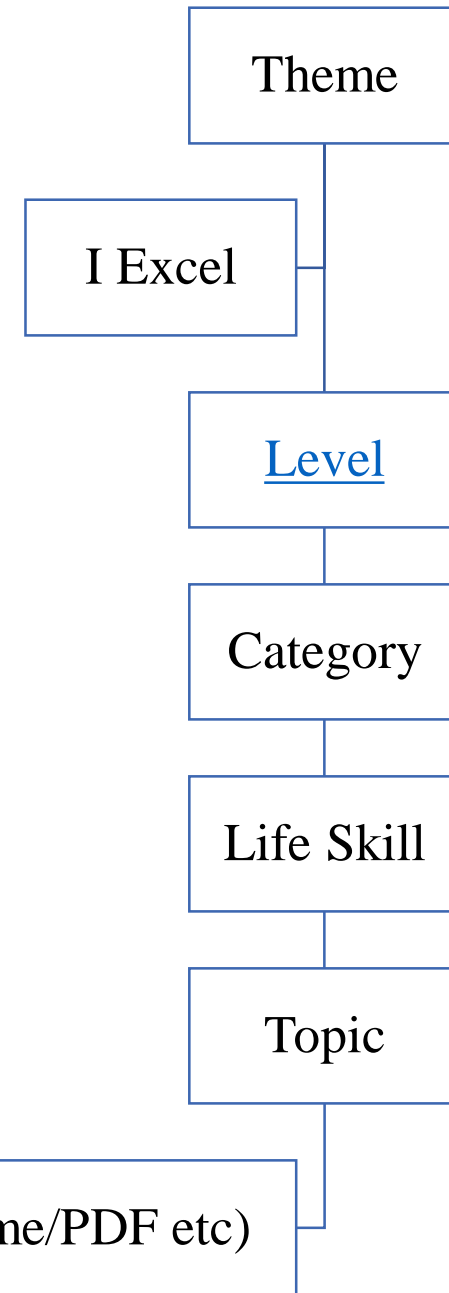 Theme
I Excel
Level
Category
Life Skill
Topic
me/PDF etc)